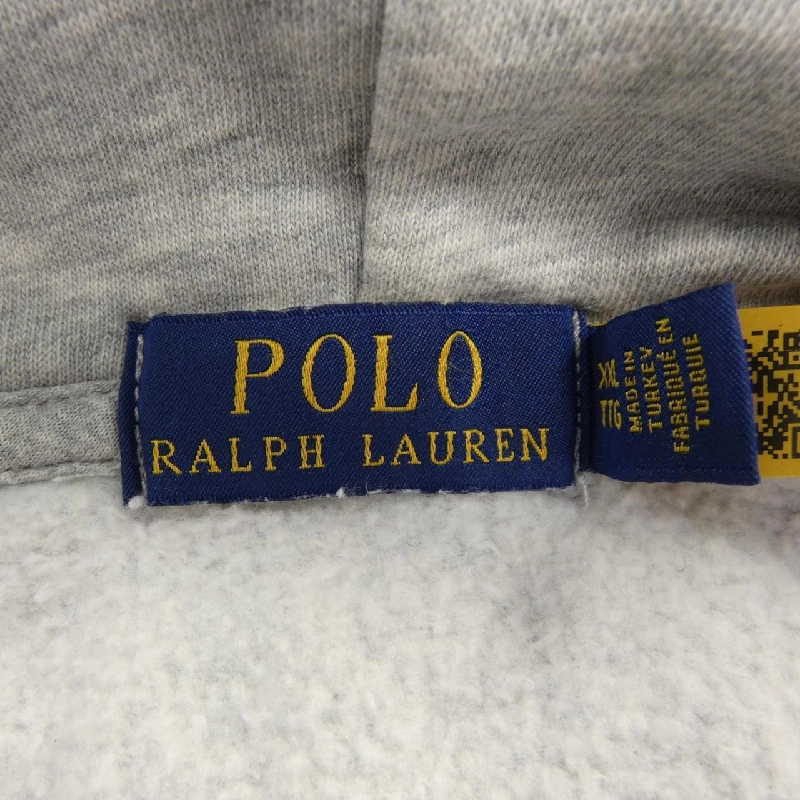 POLO
RALPH LAUREN
XXL
TTG
MADE IN
TURKEY
FABRIQUÉ EN
TURQUIE